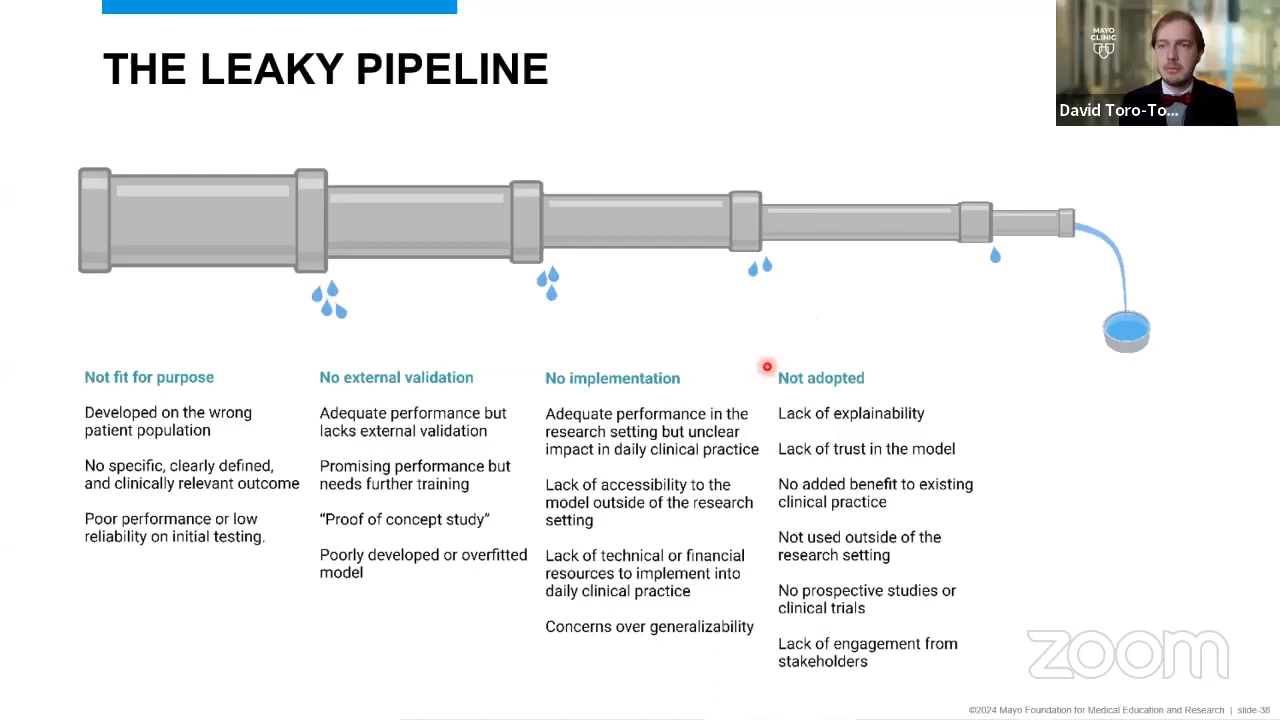 THE LEAKY PIPELINE
MAYO
CLINIC
David Toro-To...
Not fit for purpose
Developed on the wrong
patient population
No specific, clearly defined,
and clinically relevant outcome
Poor performance or low
reliability on initial testing.
No external validation
Adequate performance but
lacks external validation
Promising performance but
needs further training
“Proof of concept study”
Poorly developed or overfitted
model
No implementation
Adequate performance in the
research setting but unclear
impact in daily clinical practice
Lack of accessibility to the
model outside of the research
setting
Lack of technical or financial
resources to implement into
daily clinical practice
Concerns over generalizability
Not adopted
Lack of explainability
Lack of trust in the model
No added benefit to existing
clinical practice
Not used outside of the
research setting
No prospective studies or
clinical trials
Lack of engagement from
stakeholders
zoom
©2024 Mayo Foundation for Medical Education and Research | slide-38